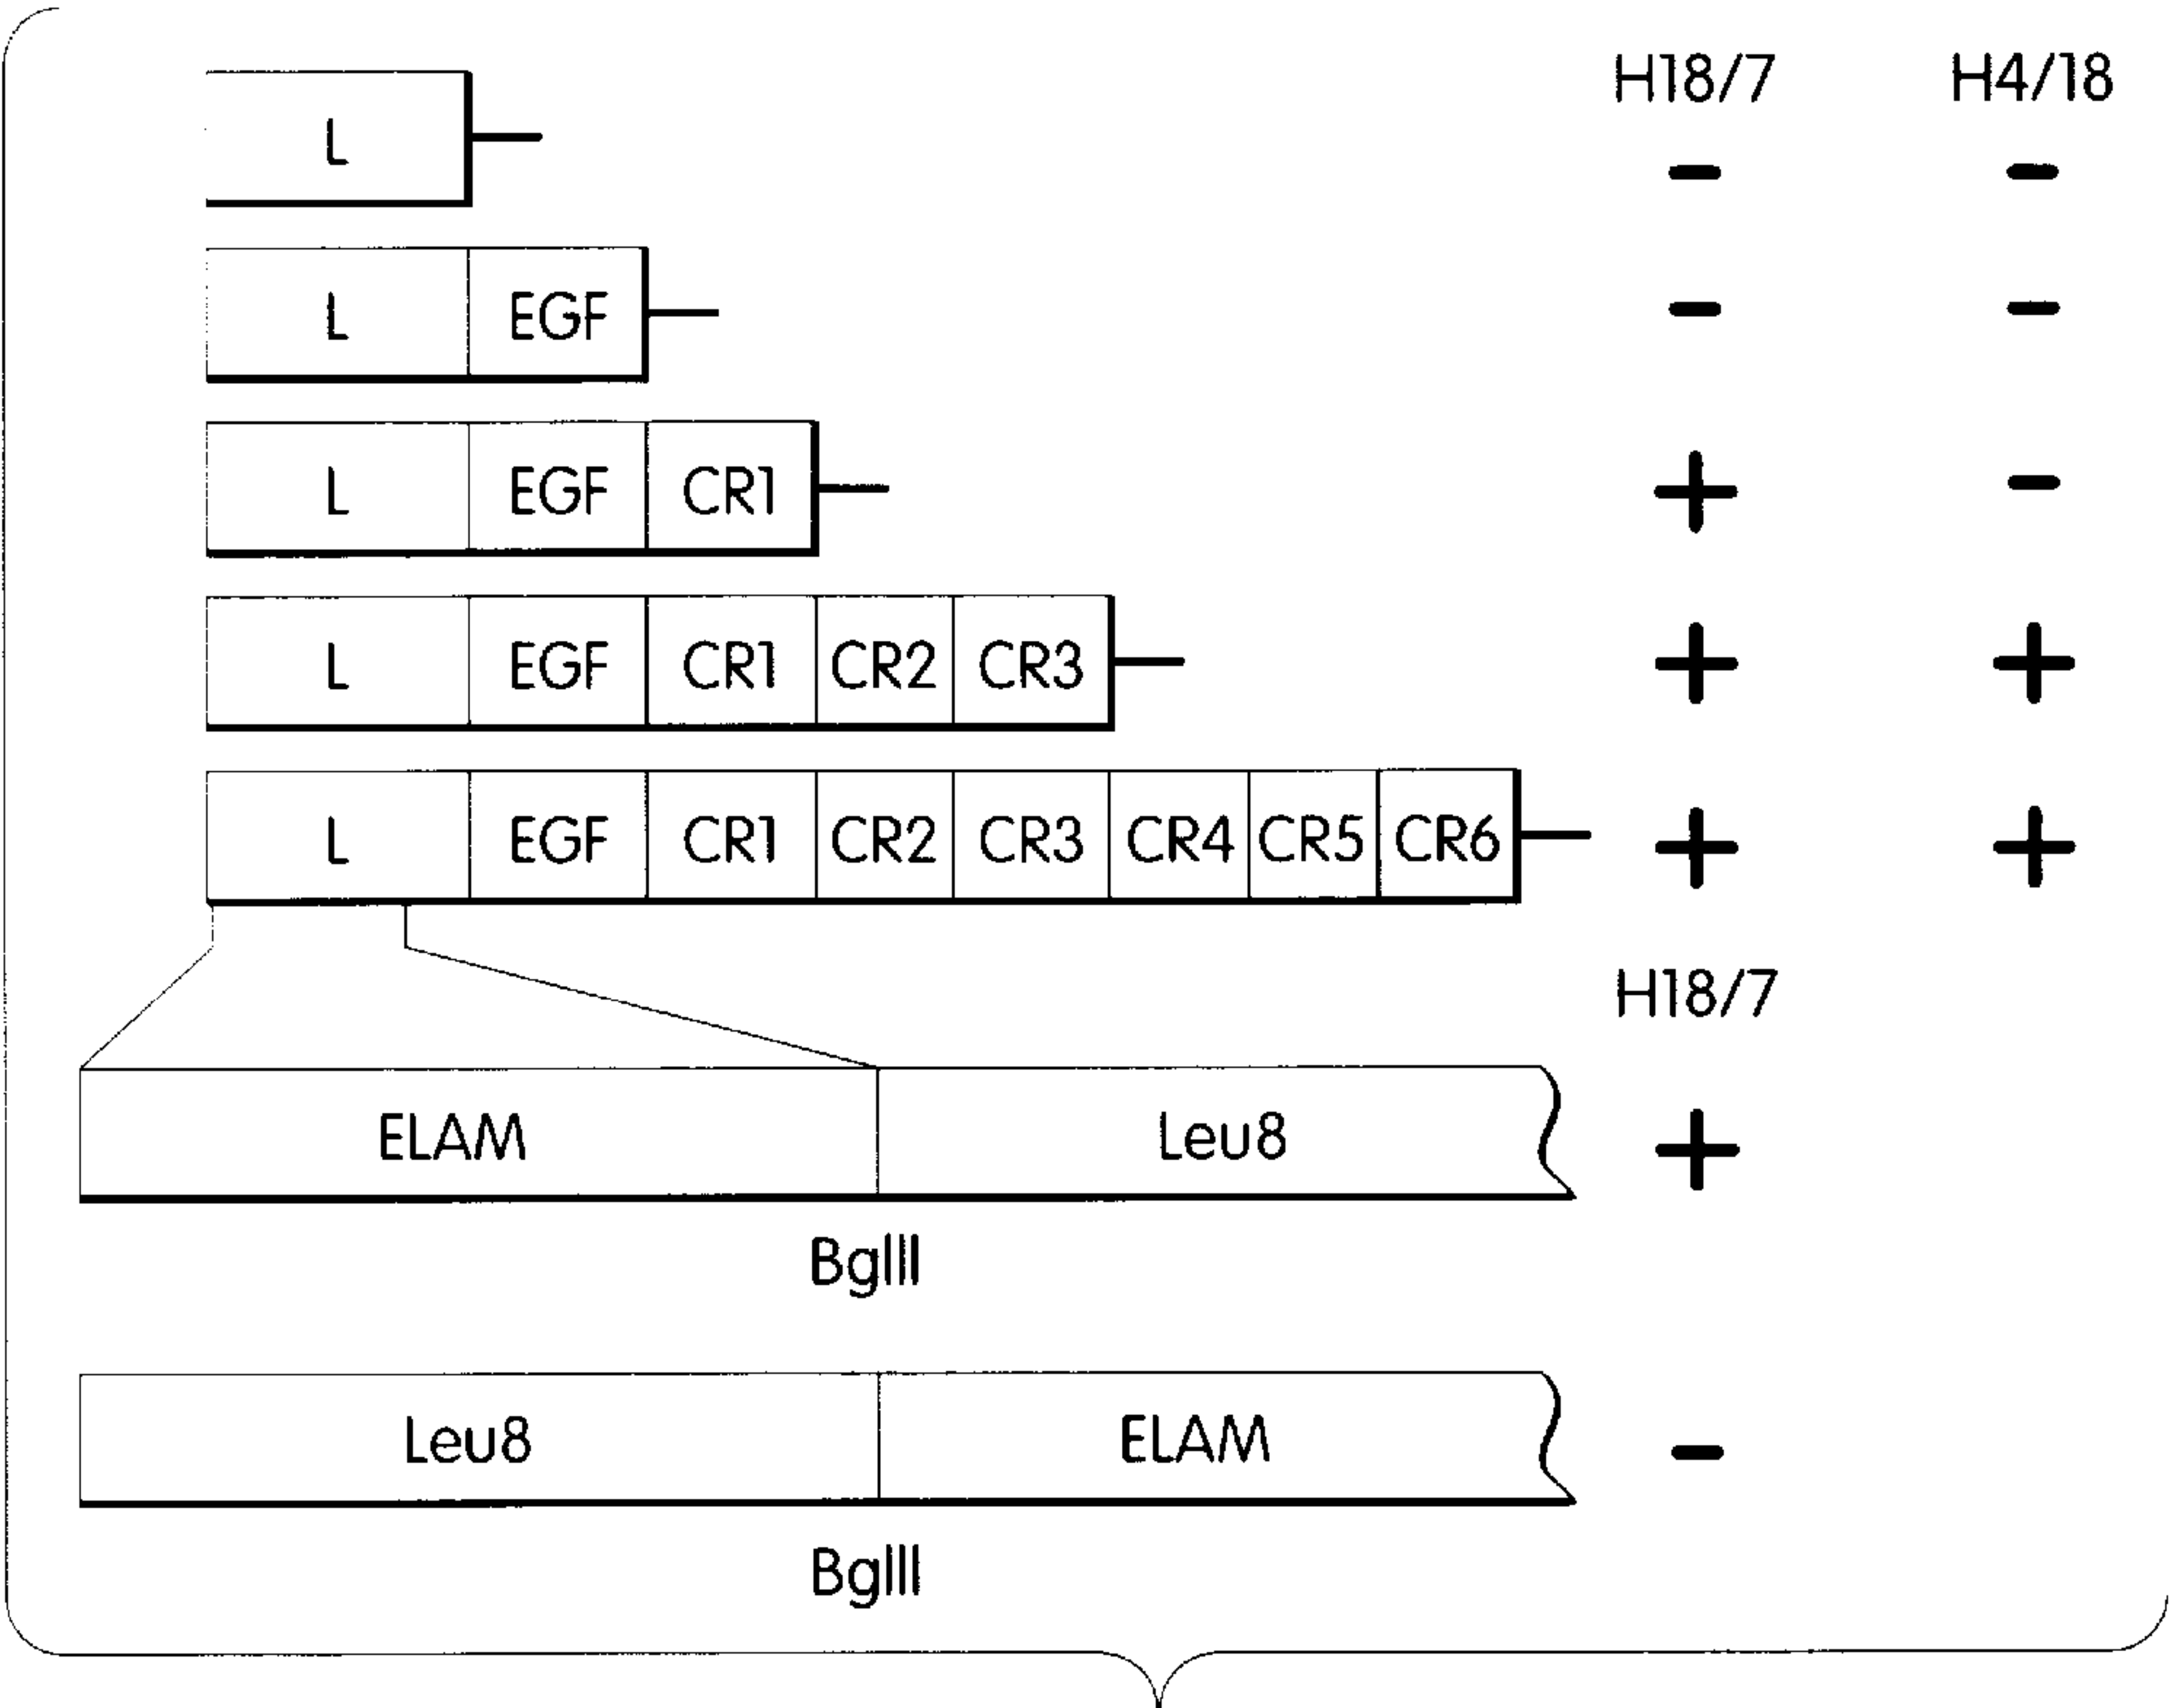 H18/7 H4/18
L - -
L EGF - -
L EGF CR1 + -
L EGF CR1 CR2 CR3 + +
L EGF CR1 CR2 CR3 CR4 CR5 CR6 + +
H18/7
ELAM Leu8 +
BglII
Leu8 ELAM -
BglII